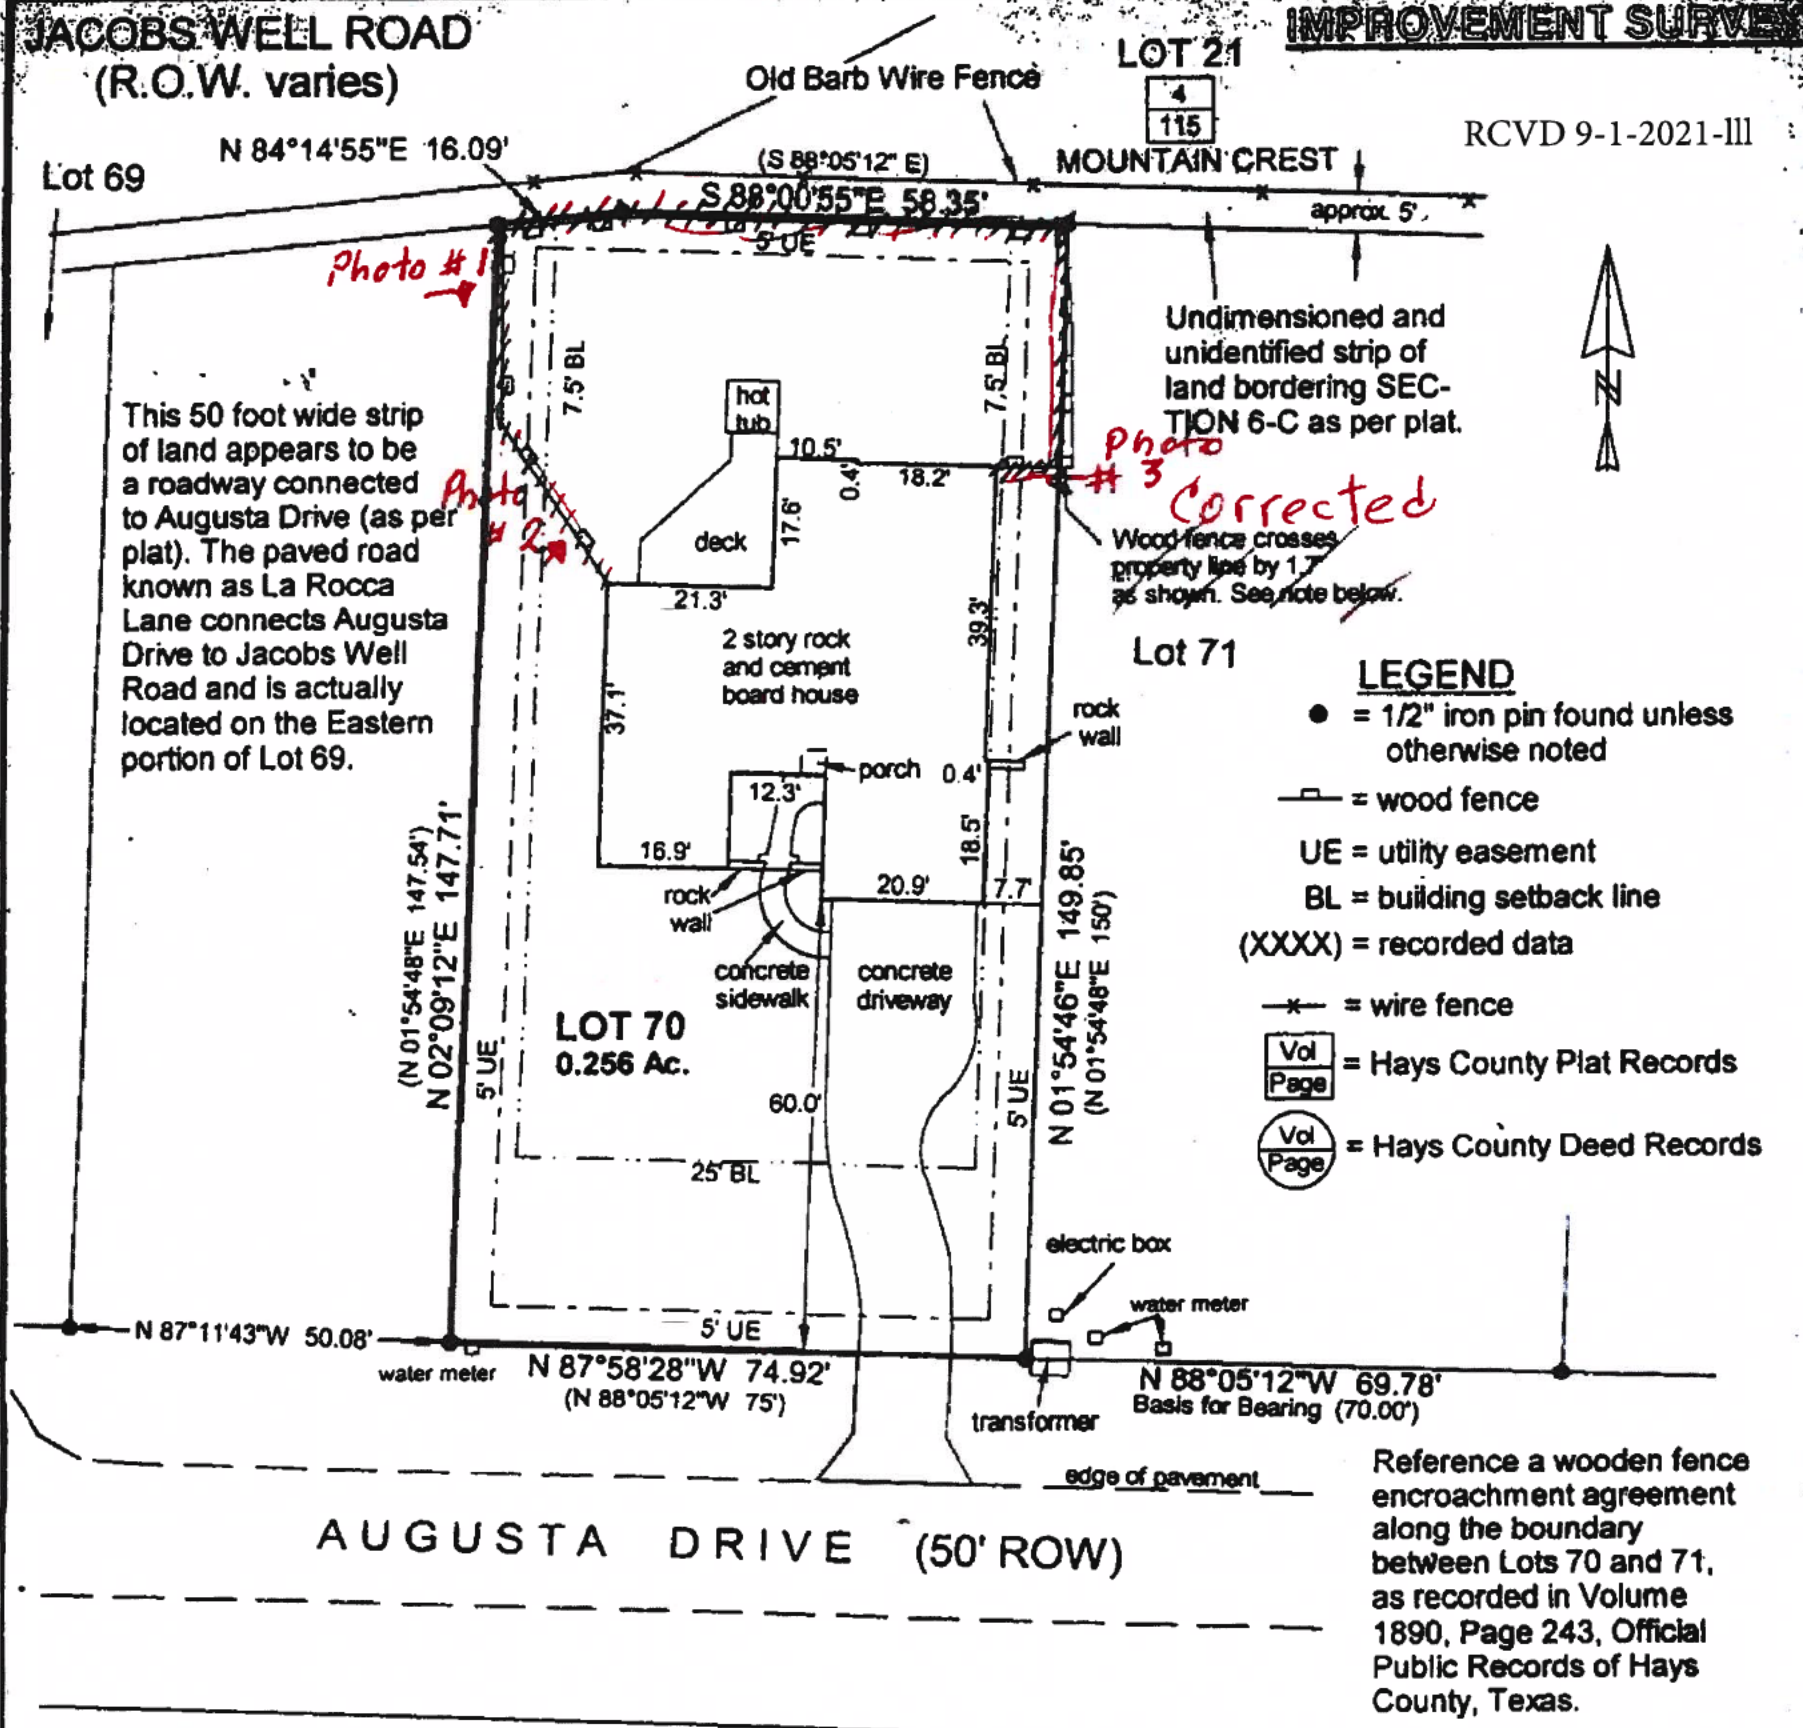 JACOBS WELL ROAD
(R.O.W. varies)
IMPROVEMENT SURVEY
Old Barb Wire Fence
LOT 21
4
115
RCVD 9-1-2021-lll
N 84°14'55"E 16.09'
(S 88°05'12" E)
MOUNTAIN CREST
Lot 69
S 88°00'55"E 58.35'
approx. 5'
5' UE
Photo #1
Undimensioned and
unidentified strip of
land bordering SEC-
TION 6-C as per plat.
N
7.5' BL
7.5' BL
This 50 foot wide strip
of land appears to be
a roadway connected
to Augusta Drive (as per
plat). The paved road
known as La Rocca
Lane connects Augusta
Drive to Jacobs Well
Road and is actually
located on the Eastern
portion of Lot 69.
hot
tub
10.5'
0.4'
18.2'
Photo
# 3
Corrected
Photo
# 2
17.6'
deck
21.3'
Wood fence crosses
property line by 1.7'
as shown. See note below.
39.3'
2 story rock
and cement
board house
Lot 71
37.1'
rock
wall
porch
0.4'
12.3'
18.5'
16.9'
20.9'
7.7'
rock
wall
concrete
sidewalk
concrete
driveway
LEGEND
= 1/2" iron pin found unless
otherwise noted
= wood fence
UE = utility easement
BL = building setback line
(XXXX) = recorded data
= wire fence
Vol
Page
= Hays County Plat Records
Vol
Page
= Hays County Deed Records
(N 01°54'48"E 147.54')
N 02°09'12"E 147.71'
N 01°54'46"E 149.85'
(N 01°54'48"E 150')
LOT 70
0.256 Ac.
5' UE
5' UE
60.0'
25' BL
electric box
water meter
N 87°11'43"W 50.08'
5' UE
water meter
N 87°58'28"W 74.92'
(N 88°05'12"W 75')
transformer
N 88°05'12"W 69.78'
Basis for Bearing (70.00')
edge of pavement
AUGUSTA DRIVE (50' ROW)
Reference a wooden fence
encroachment agreement
along the boundary
between Lots 70 and 71,
as recorded in Volume
1890, Page 243, Official
Public Records of Hays
County, Texas.